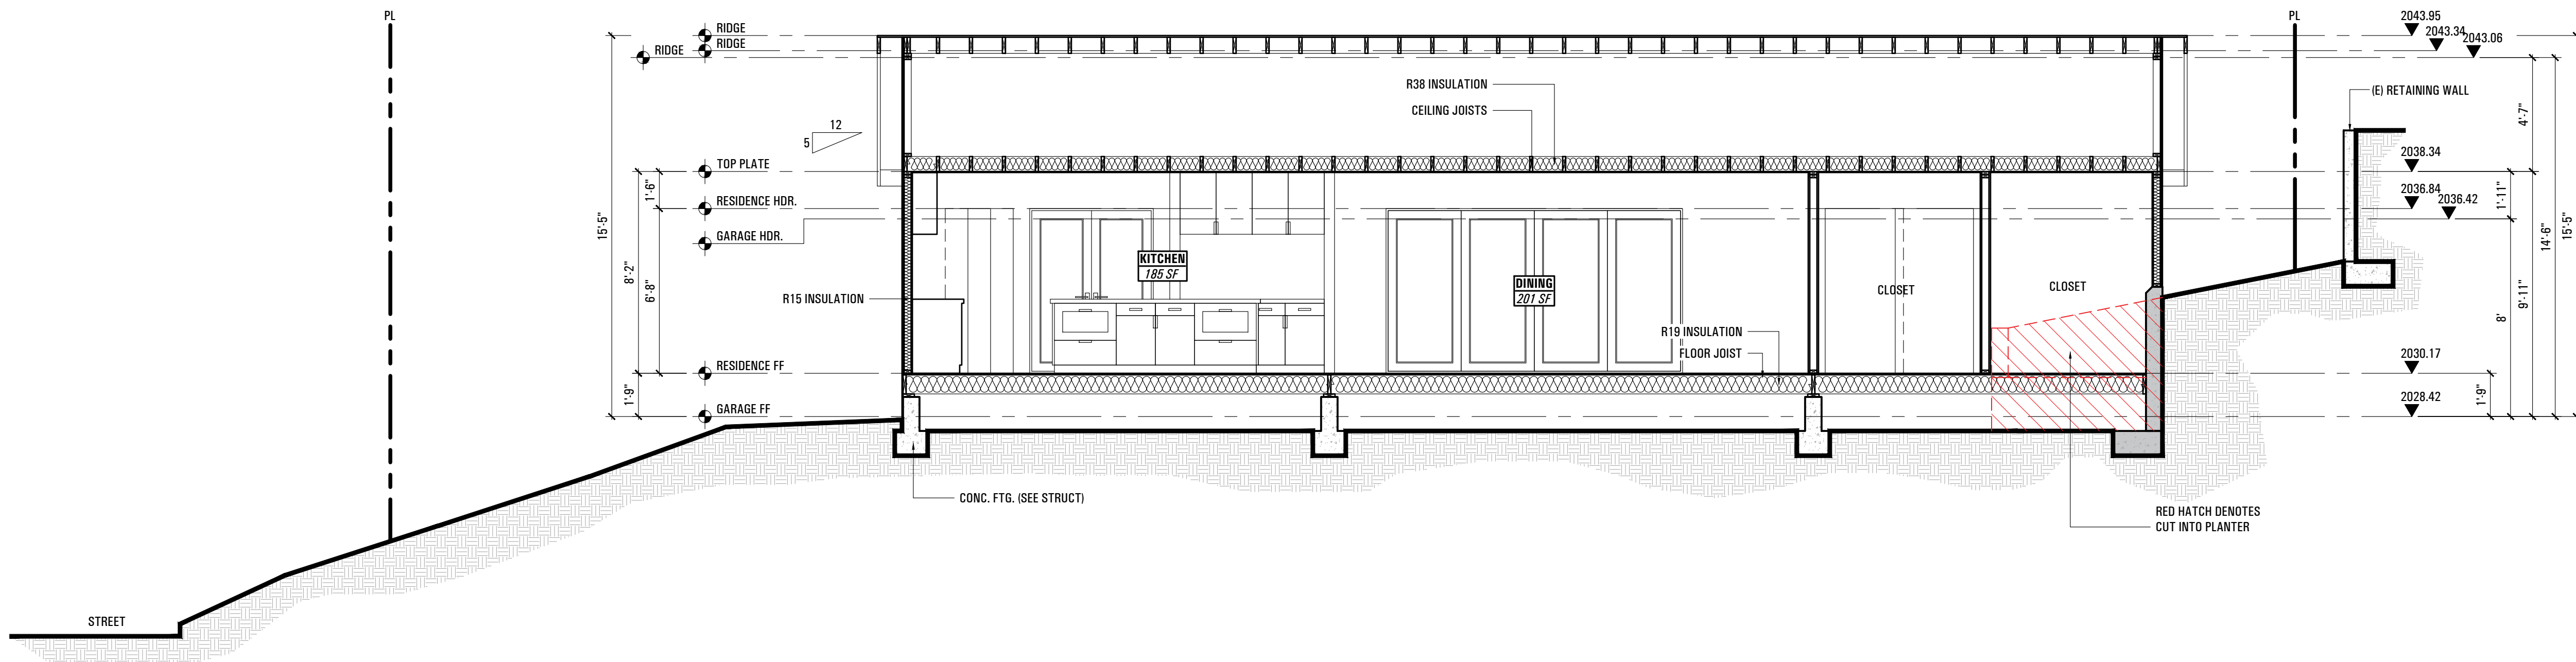 PL
RIDGE
RIDGE
RIDGE
PL
2043.95
2043.34
2043.06
R38 INSULATION
CEILING JOISTS
(E) RETAINING WALL
12
5
4'-7"
TOP PLATE
2038.34
1'-6"
RESIDENCE HDR.
2036.84
2036.42
1'-11"
15'-5"
GARAGE HDR.
14'-6"
15'-5"
8'-2"
6'-8"
KITCHEN
185 SF
DINING
201 SF
CLOSET
CLOSET
R15 INSULATION
9'-11"
8'
R19 INSULATION
FLOOR JOIST
RESIDENCE FF
2030.17
1'-9"
GARAGE FF
2028.42
1'-9"
CONC. FTG. (SEE STRUCT)
RED HATCH DENOTES
CUT INTO PLANTER
STREET